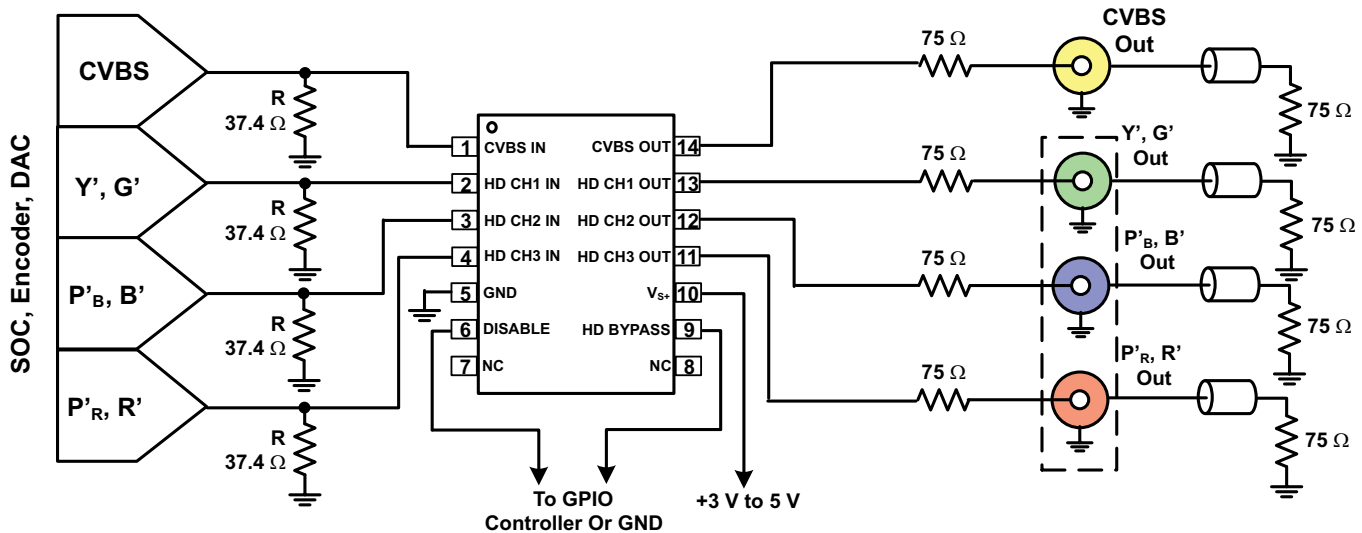 SOC, Encoder, DAC
CVBS
Y', G'
P'B, B'
P'R, R'
R
37.4 Ω
R
37.4 Ω
R
37.4 Ω
R
37.4 Ω
1 CVBS IN
2 HD CH1 IN
3 HD CH2 IN
4 HD CH3 IN
5 GND
6 DISABLE
7 NC
CVBS OUT 14
HD CH1 OUT 13
HD CH2 OUT 12
HD CH3 OUT 11
VS+ 10
HD BYPASS 9
NC 8
To GPIO
Controller Or GND
+3 V to 5 V
75 Ω
75 Ω
75 Ω
75 Ω
CVBS
Out
Y', G'
Out
P'B, B'
Out
P'R, R'
Out
75 Ω
75 Ω
75 Ω
75 Ω